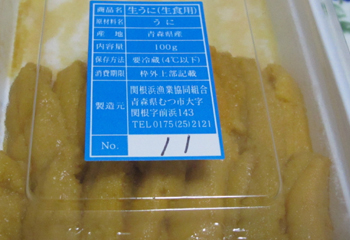 商品名 生うに(生食用)
原材料名 うに
産地 青森県産
内容量 100g
保存方法 要冷蔵(4℃以下)
消費期限 枠外上部記載
製造元 関根浜漁業協同組合
青森県むつ市大字
関根字前浜143
TEL0175(25)2121
No. 11